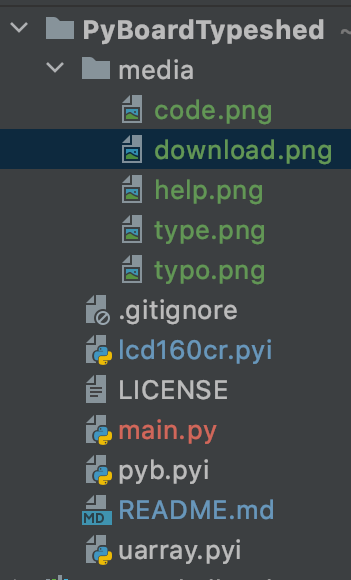 PyBoardTypeshed ~
media
code.png
download.png
help.png
type.png
typo.png
.gitignore
lcd160cr.pyi
LICENSE
main.py
pyb.pyi
MD README.md
uarray.pyi